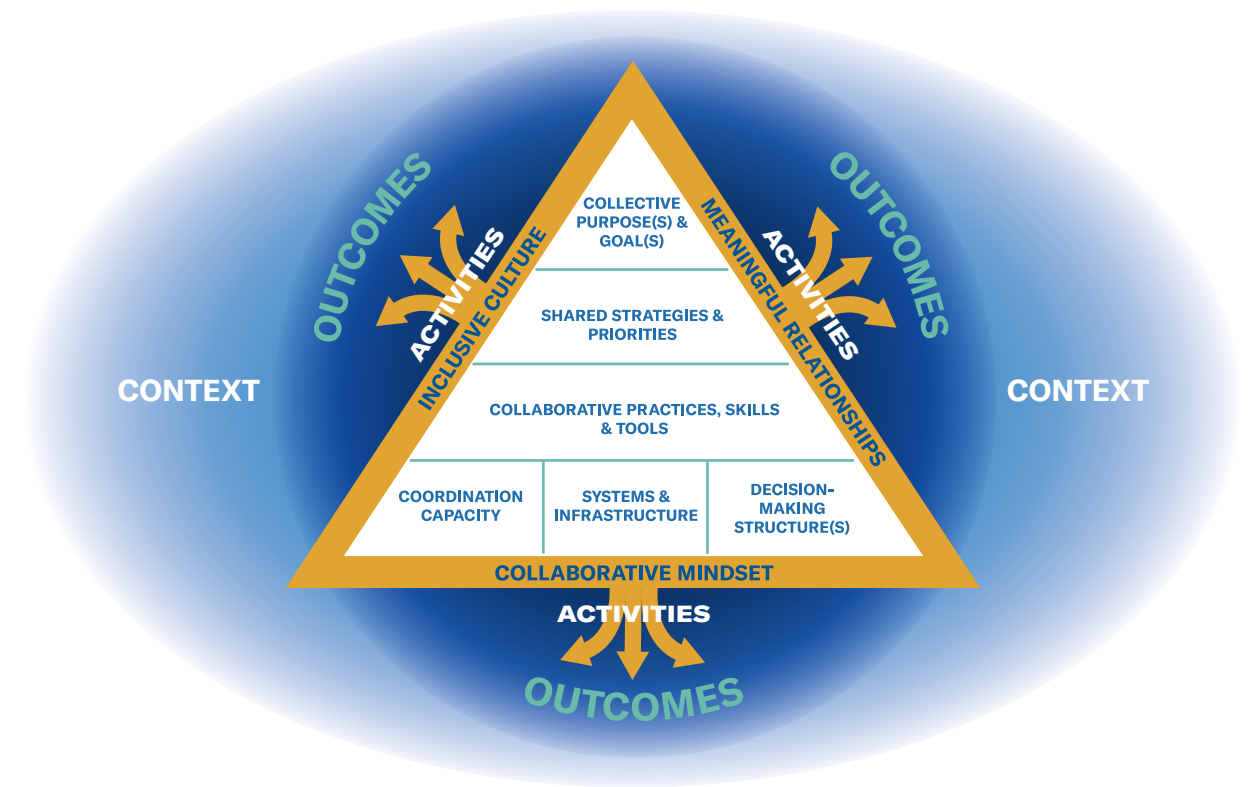 OUTCOMES
ACTIVITIES
INCLUSIVE CULTURE
OUTCOMES
ACTIVITIES
MEANINGFUL RELATIONSHIPS
CONTEXT
CONTEXT
COLLECTIVE
PURPOSE(S) &
GOAL(S)
SHARED STRATEGIES &
PRIORITIES
COLLABORATIVE PRACTICES, SKILLS
& TOOLS
COORDINATION
CAPACITY
SYSTEMS &
INFRASTRUCTURE
DECISION-
MAKING
STRUCTURE(S)
COLLABORATIVE MINDSET
ACTIVITIES
OUTCOMES